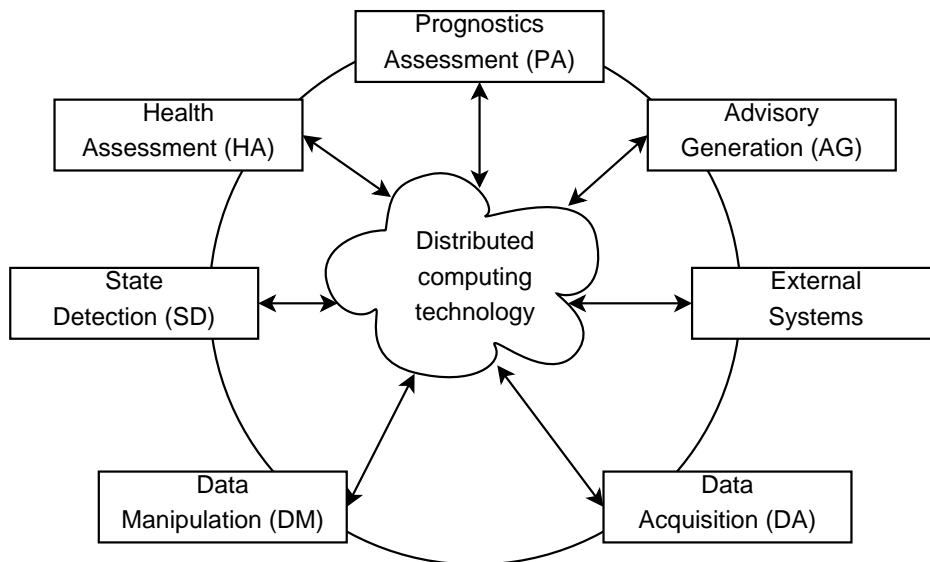 Prognostics
Assessment (PA)
Health
Assessment (HA)
Advisory
Generation (AG)
Distributed
computing
technology
State
Detection (SD)
External
Systems
Data
Manipulation (DM)
Data
Acquisition (DA)